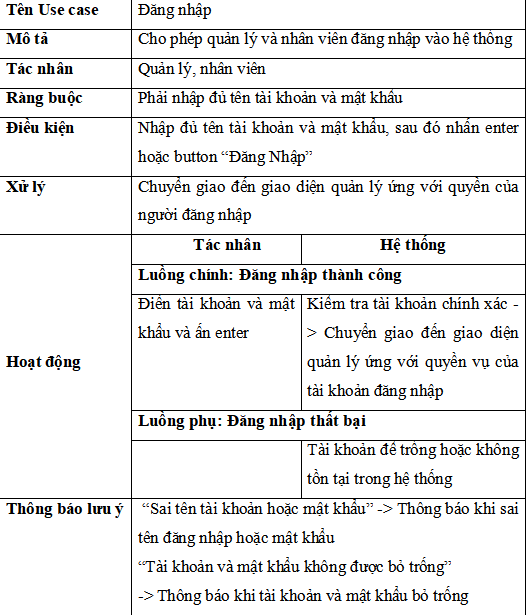 Tên Use case Đăng nhập
Mô tả Cho phép quản lý và nhân viên đăng nhập vào hệ thống
Tác nhân Quản lý, nhân viên
Ràng buộc Phải nhập đủ tên tài khoản và mật khẩu
Điều kiện Nhập đủ tên tài khoản và mật khẩu, sau đó nhấn enter
hoặc button “Đăng Nhập”
Xử lý Chuyển giao đến giao diện quản lý ứng với quyền của
người đăng nhập
Hoạt động
Tác nhân Hệ thống
Luồng chính: Đăng nhập thành công
Điền tài khoản và mật
khẩu và ấn enter
Kiểm tra tài khoản chính xác -
> Chuyển giao đến giao diện
quản lý ứng với quyền vụ của
tài khoản đăng nhập
Luồng phụ: Đăng nhập thất bại
Tài khoản để trống hoặc không
tồn tại trong hệ thống
Thông báo lưu ý “Sai tên tài khoản hoặc mật khẩu” -> Thông báo khi sai
tên đăng nhập hoặc mật khẩu
“Tài khoản và mật khẩu không được bỏ trống”
-> Thông báo khi tài khoản và mật khẩu bỏ trống